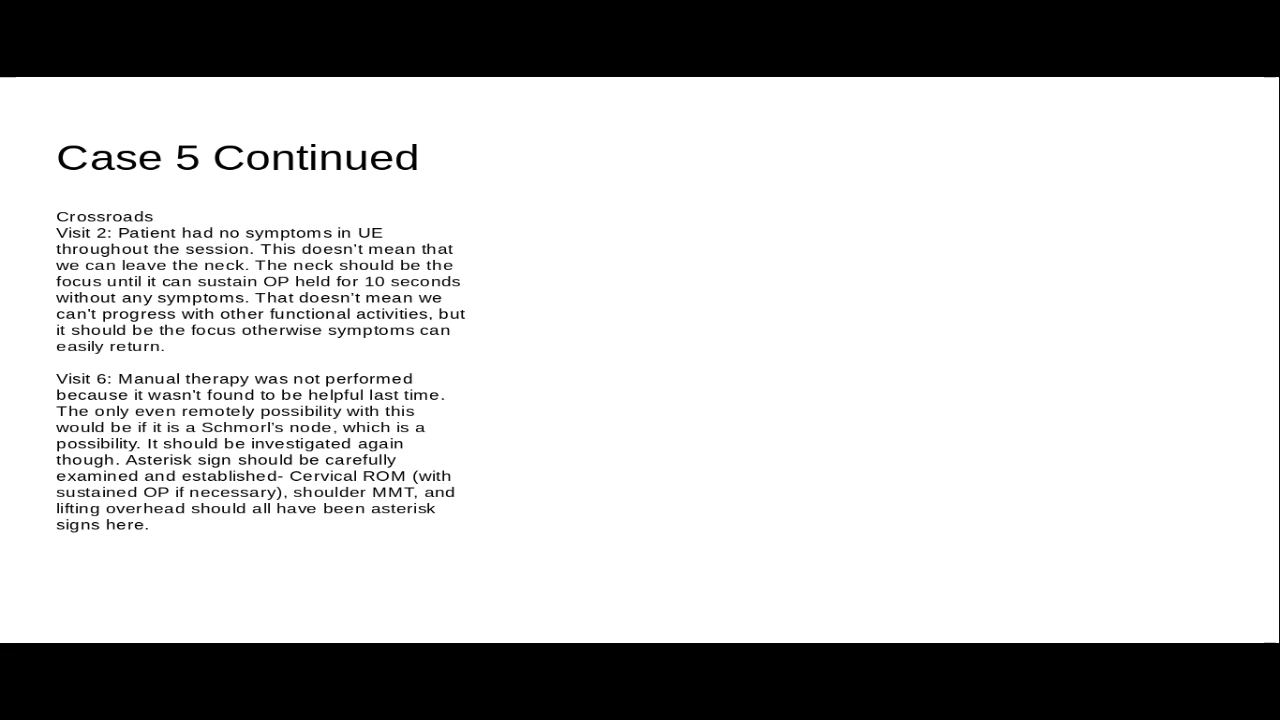 Case 5 Continued
Crossroads
Visit 2: Patient had no symptoms in UE
throughout the session. This doesn't mean that
we can leave the neck. The neck should be the
focus until it can sustain OP held for 10 seconds
without any symptoms. That doesn't mean we
can't progress with other functional activities, but
it should be the focus otherwise symptoms can
easily return.
Visit 6: Manual therapy was not performed
because it wasn't found to be helpful last time.
The only even remotely possibility with this
would be if it is a Schmorl's node, which is a
possibility. It should be investigated again
though. Asterisk sign should be carefully
examined and established- Cervical ROM (with
sustained OP if necessary), shoulder MMT, and
lifting overhead should all have been asterisk
signs here.